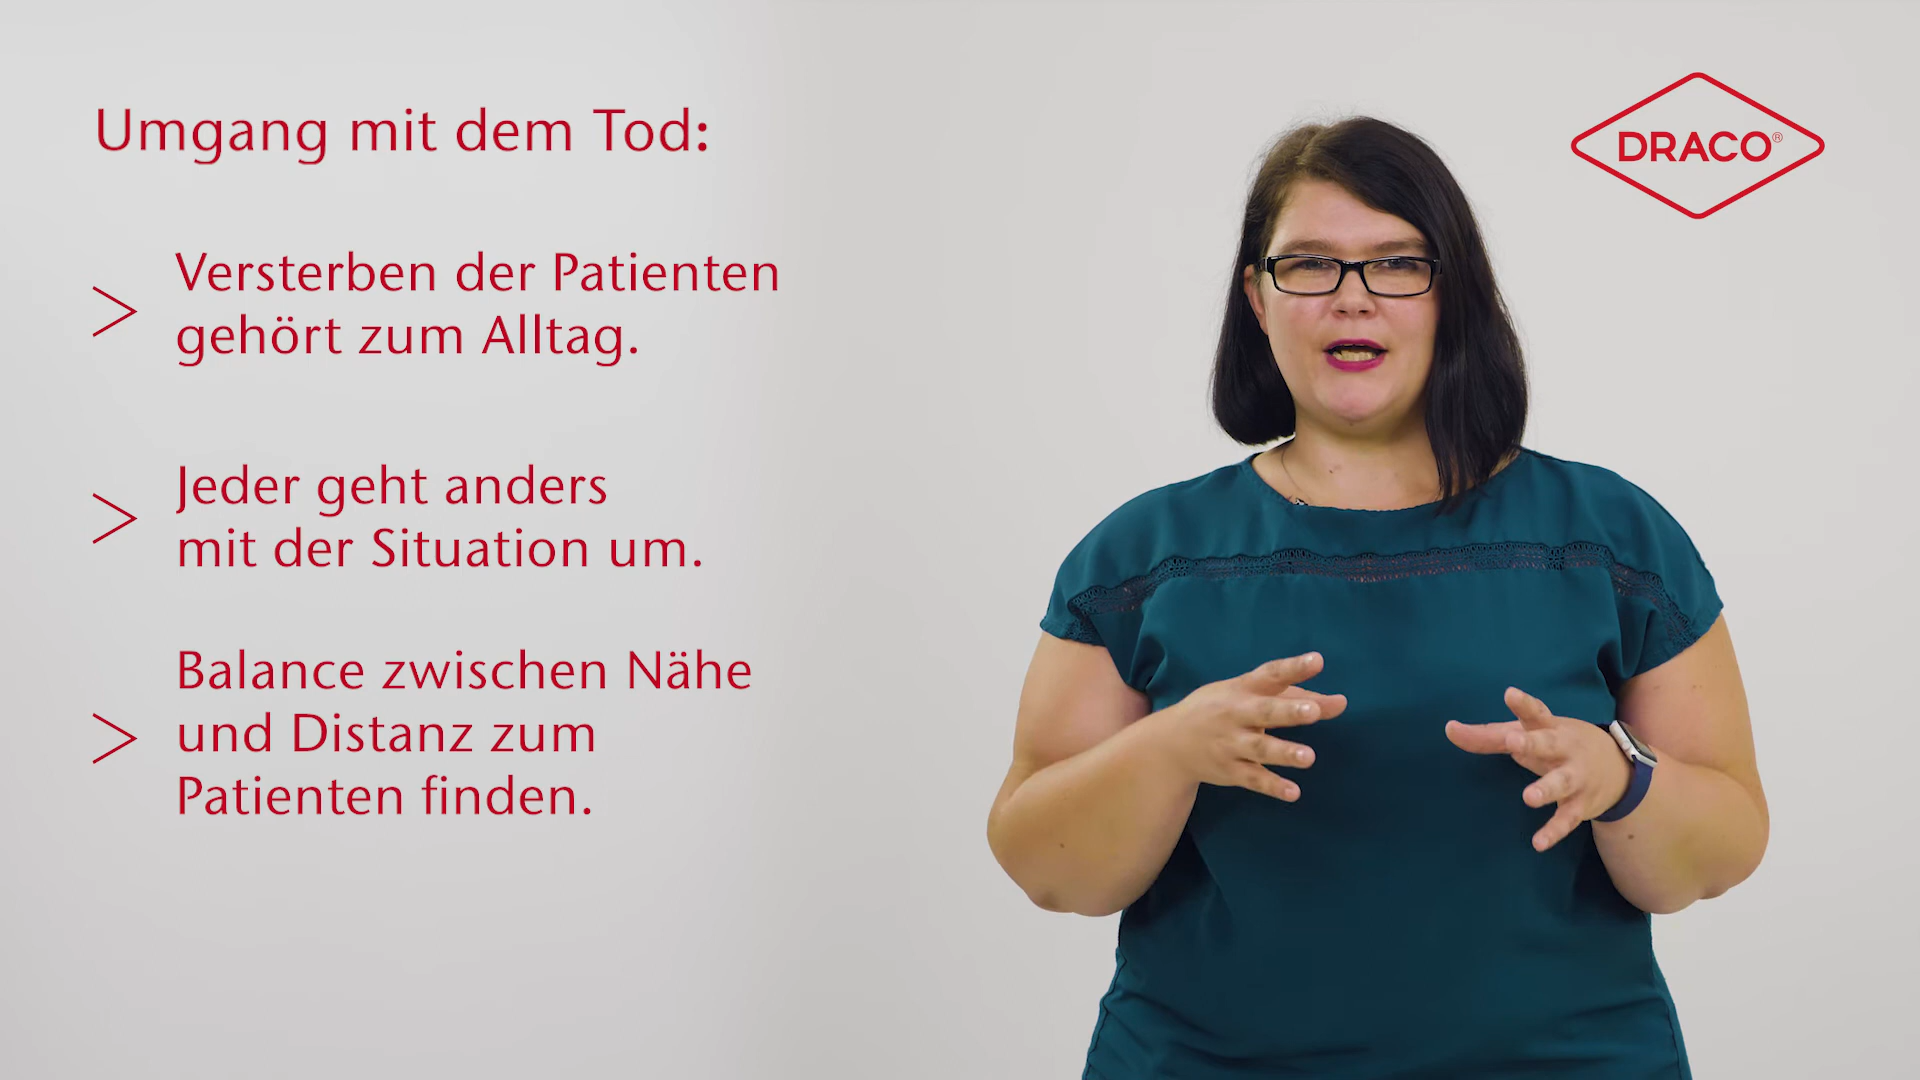 Umgang mit dem Tod:
> Versterben der Patienten
gehört zum Alltag.
> Jeder geht anders
mit der Situation um.
> Balance zwischen Nähe
und Distanz zum
Patienten finden.
DRACO®